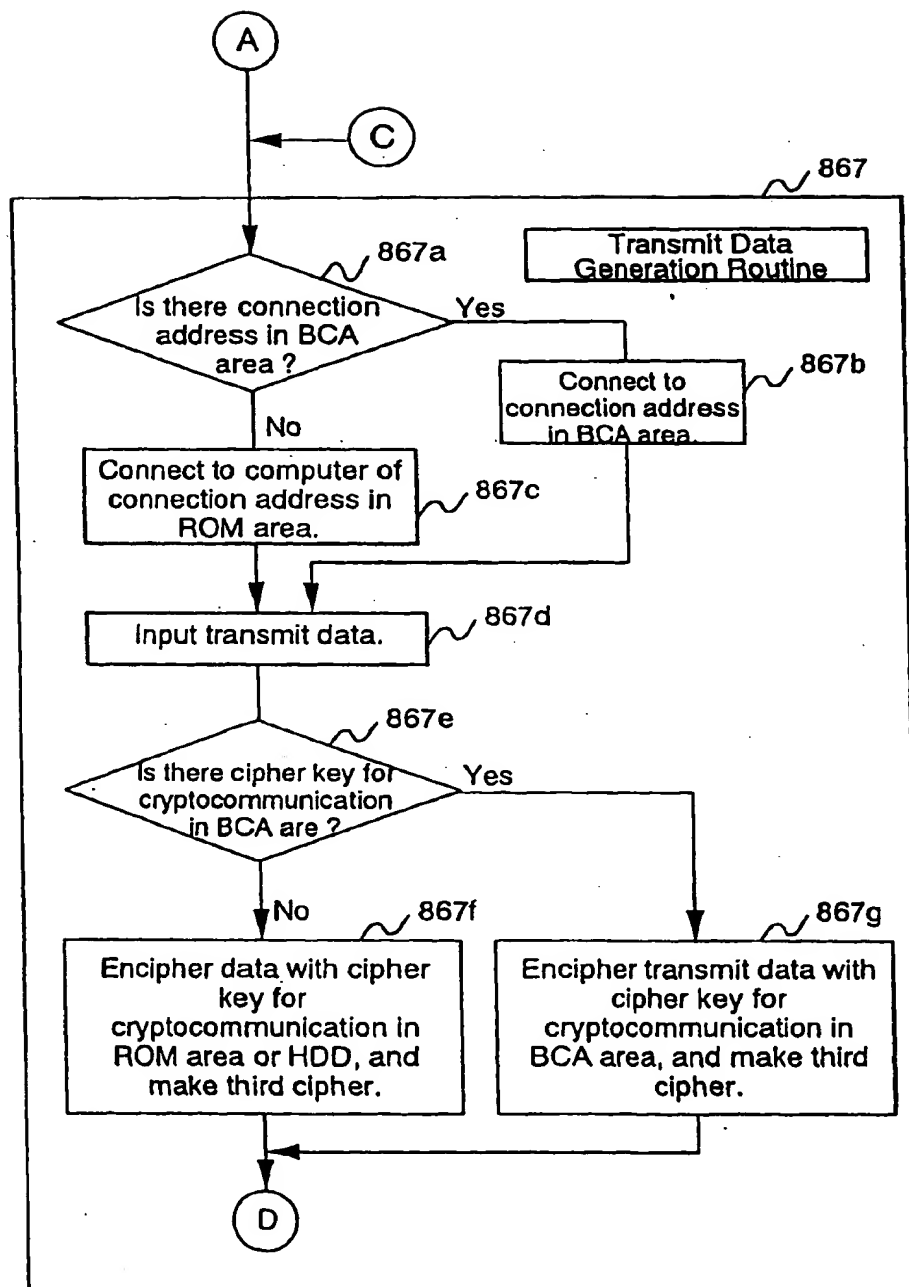 A
C
867
Transmit Data
Generation Routine
867a
Is there connection
address in BCA
area ?
Yes
No
867b
Connect to
connection address
in BCA area.
Connect to computer of
connection address in
ROM area.
867c
Input transmit data.
867d
867e
Is there cipher key for
cryptocommunication
in BCA are ?
Yes
No
867f
Encipher data with cipher
key for
cryptocommunication in
ROM area or HDD, and
make third cipher.
867g
Encipher transmit data with
cipher key for
cryptocommunication in
BCA area, and make third
cipher.
D